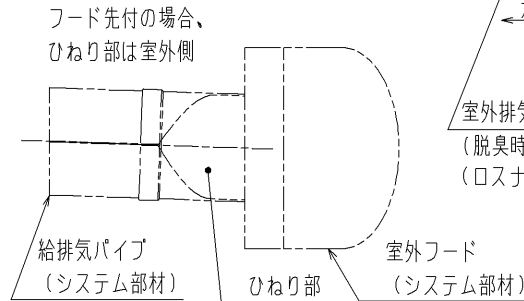 フード先付の場合、
ひねり部は室外側
室外排気
(脱臭時
(ロスナ
給排気パイプ
(システム部材)
ひねり部
室外フード
(システム部材)